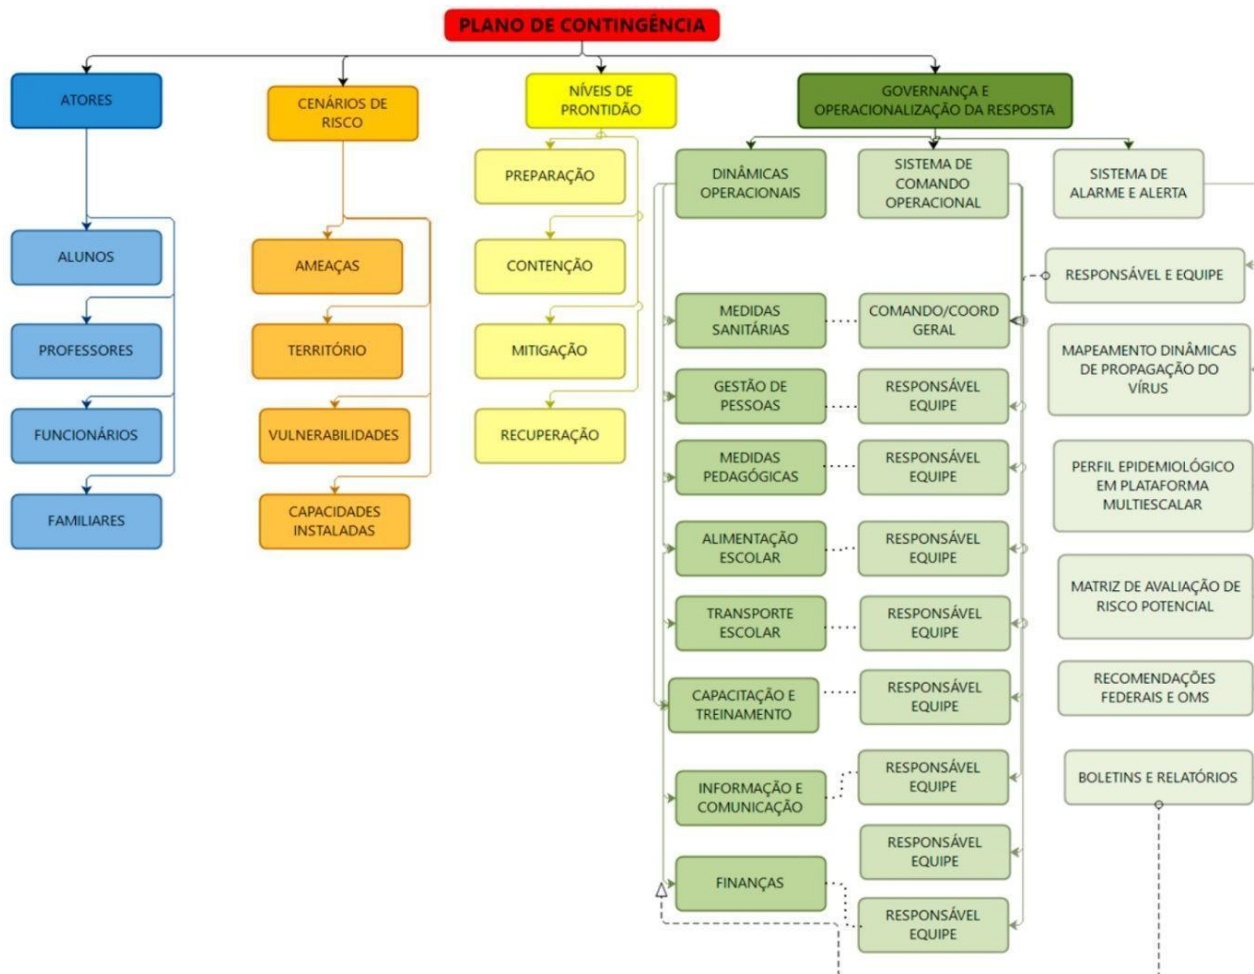 PLANO DE CONTINGÊNCIA
ATORES
ALUNOS
PROFESSORES
FUNCIONÁRIOS
FAMILIARES
CENÁRIOS DE
RISCO
AMEAÇAS
TERRITÓRIO
VULNERABILIDADES
CAPACIDADES
INSTALADAS
NÍVEIS DE
PRONTIDÃO
PREPARAÇÃO
CONTENÇÃO
MITIGAÇÃO
RECUPERAÇÃO
GOVERNANÇA E
OPERACIONALIZAÇÃO DA RESPOSTA
DINÂMICAS
OPERACIONAIS
MEDIDAS
SANITÁRIAS
GESTÃO DE
PESSOAS
MEDIDAS
PEDAGÓGICAS
ALIMENTAÇÃO
ESCOLAR
TRANSPORTE
ESCOLAR
CAPACITAÇÃO E
TREINAMENTO
INFORMAÇÃO E
COMUNICAÇÃO
FINANÇAS
SISTEMA DE
COMANDO
OPERACIONAL
COMANDO/COORD
GERAL
RESPONSÁVEL
EQUIPE
RESPONSÁVEL
EQUIPE
RESPONSÁVEL
EQUIPE
RESPONSÁVEL
EQUIPE
RESPONSÁVEL
EQUIPE
RESPONSÁVEL
EQUIPE
RESPONSÁVEL
EQUIPE
RESPONSÁVEL
EQUIPE
SISTEMA DE
ALARME E ALERTA
RESPONSÁVEL E EQUIPE
MAPEAMENTO DINÂMICAS
DE PROPAGAÇÃO DO
VÍRUS
PERFIL EPIDEMIOLÓGICO
EM PLATAFORMA
MULTIESCALAR
MATRIZ DE AVALIAÇÃO DE
RISCO POTENCIAL
RECOMENDAÇÕES
FEDERAIS E OMS
BOLETINS E RELATÓRIOS